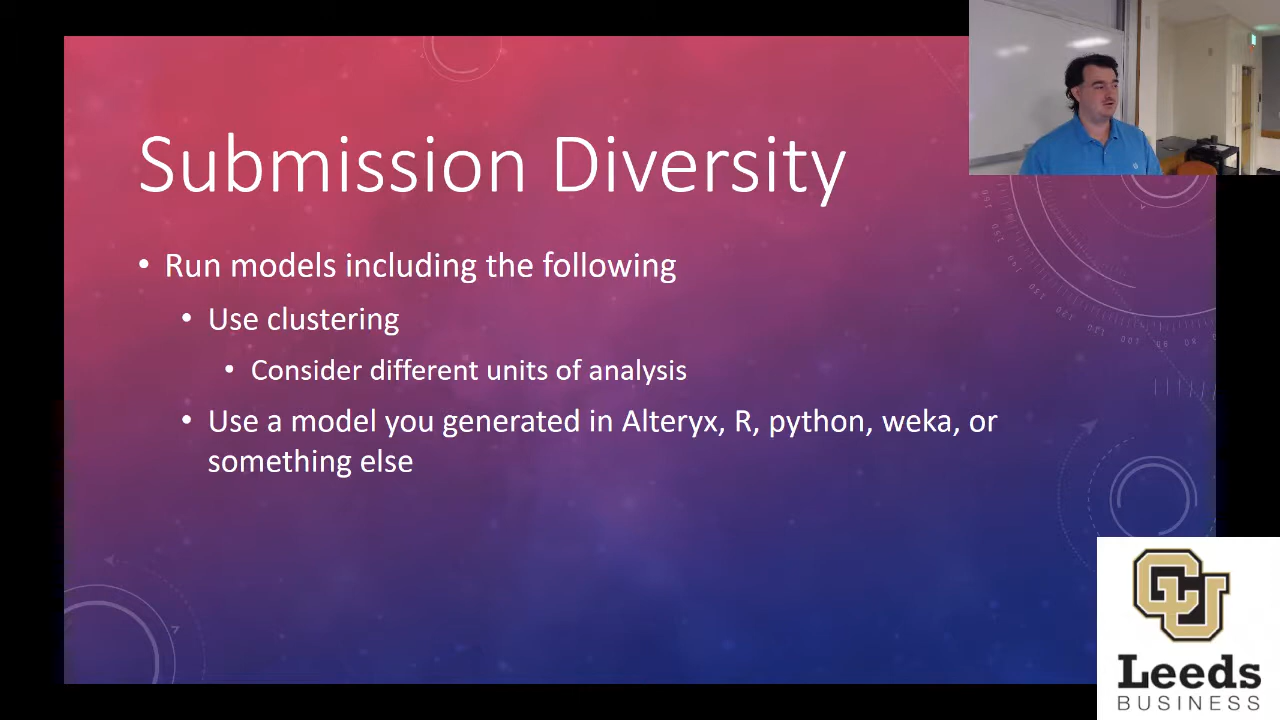 Submission Diversity
• Run models including the following
• Use clustering
• Consider different units of analysis
• Use a model you generated in Alteryx, R, python, weka, or
something else
CU
Leeds
BUSINESS